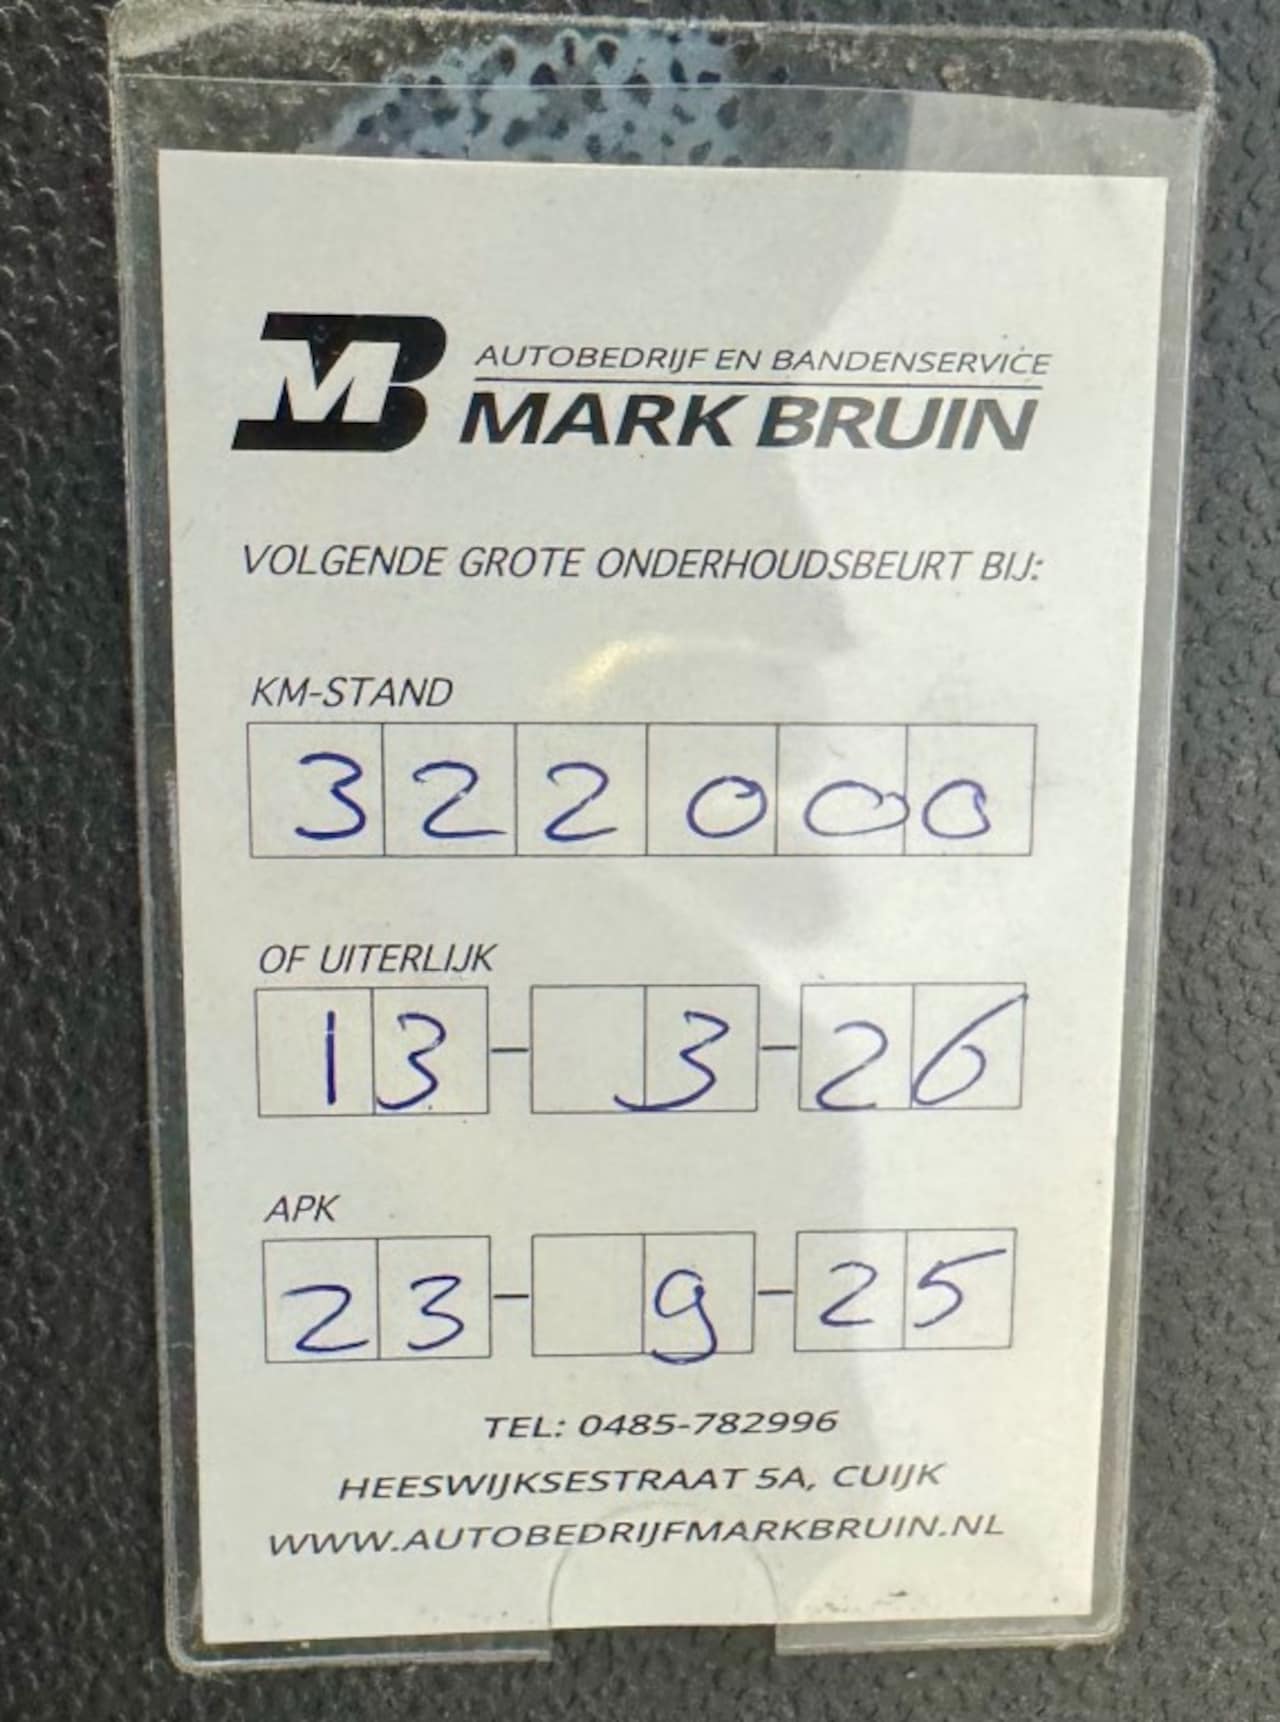 MB
AUTOBEDRIJF EN BANDENSERVICE
MARK BRUIN
VOLGENDE GROTE ONDERHOUDSBEURT BIJ:
KM-STAND
322000
OF UITERLIJK
13-3-26
APK
23-9-25
TEL: 0485-782996
HEESWIJKSESTRAAT 5A, CUIJK
WWW.AUTOBEDRIJFMARKBRUIN.NL